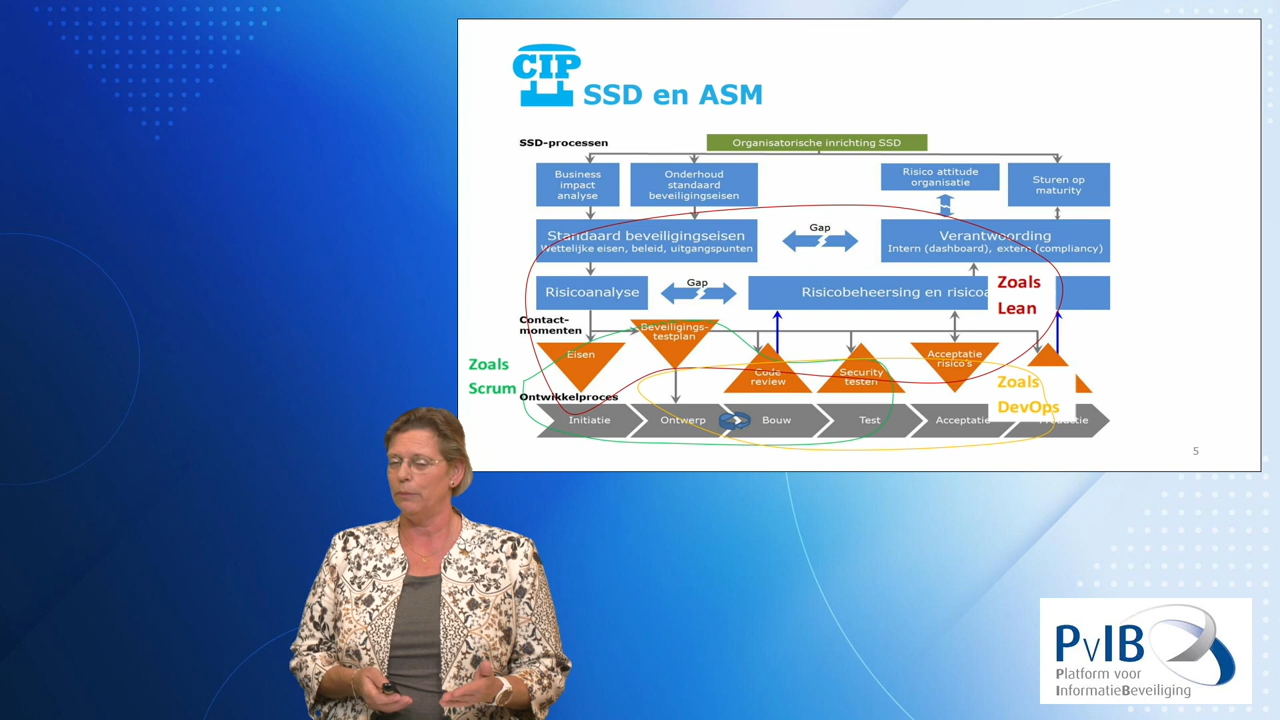 CIP
SSD en ASM
SSD-processen
Organisatorische inrichting SSD
Business
impact
analyse
Onderhoud
standaard
beveiligingseisen
Risico attitude
organisatie
Sturen op
maturity
Standaard beveiligingseisen
Wettelijke eisen, beleid, uitgangspunten
Gap
Verantwoording
Intern (dashboard), extern (compliancy)
Risicoanalyse
Gap
Risicobeheersing en
Zoals
Lean
Contact-
momenten
Beveiligings-
testplan
Eisen
Code
review
Security
testen
Acceptatie
risico's
Zoals
Scrum
Zoals
DevOps
Ontwikkelproces
Initiatie
Ontwerp
Bouw
Test
Acceptatie
5
PvIB
Platform voor
InformatieBeveiliging